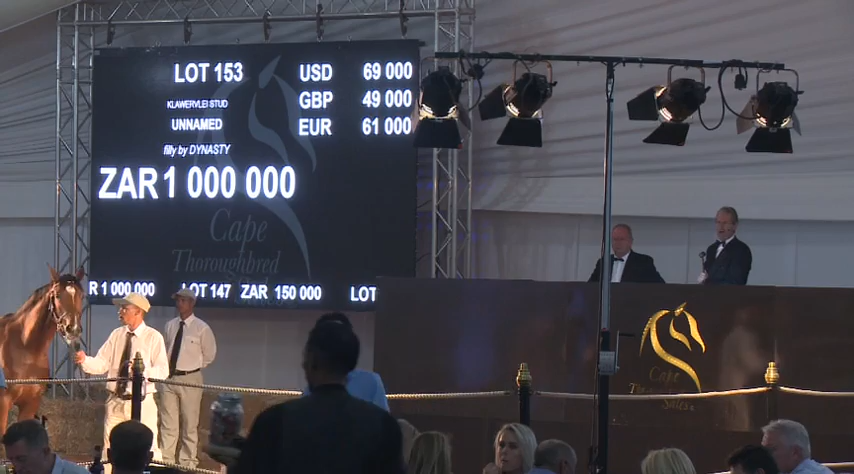 LOT 153 USD 69 000
KLAWERVLEI STUD GBP 49 000
UNNAMED EUR 61 000
filly by DYNASTY
ZAR 1 000 000
Cape
Thoroughbred
R 1 000 000 LOT 147 ZAR 150 000 LOT
Cape
Sales